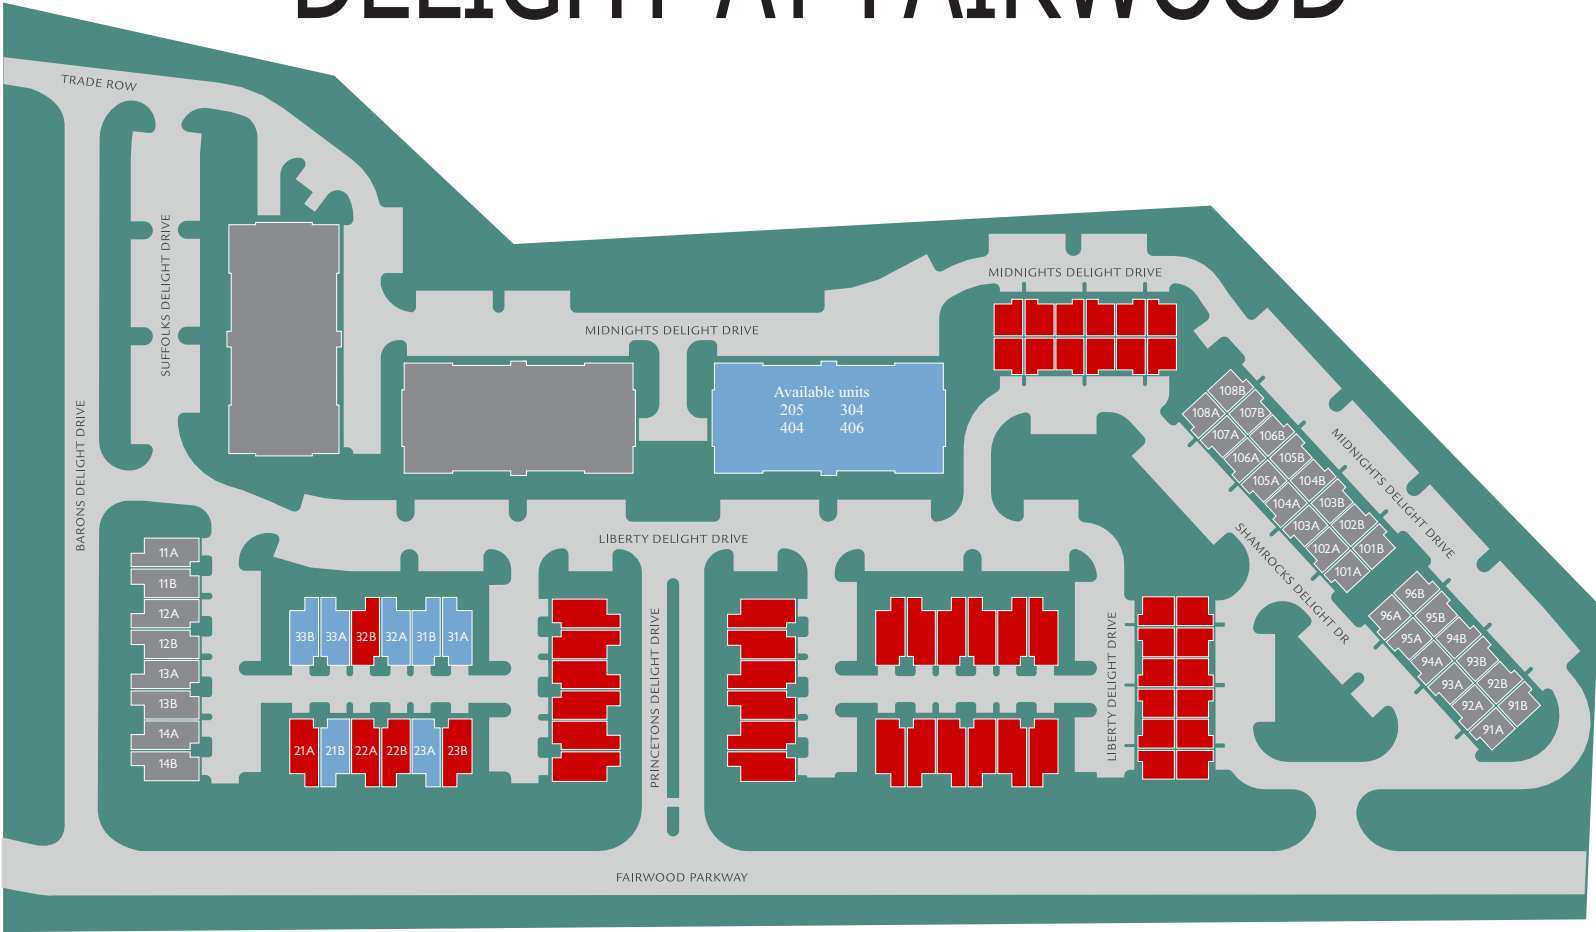 DELIGHT AT FAIRWOOD
TRADE ROW
SUFFOLKS DELIGHT DRIVE
BARONS DELIGHT DRIVE
MIDNIGHTS DELIGHT DRIVE
MIDNIGHTS DELIGHT DRIVE
Available units
205 304
404 406
108B
108A
107B
107A
106B
106A
105B
105A
104B
104A
103B
103A
102B
102A
101B
101A
MIDNIGHTS DELIGHT DRIVE
SHAMROCKS DELIGHT DR
96B
96A
95B
95A
94B
94A
93B
93A
92B
92A
91B
91A
LIBERTY DELIGHT DRIVE
11A
11B
12A
12B
13A
13B
14A
14B
33B 33A 32B 32A 31B 31A
21A 21B 22A 22B 23A 23B
PRINCETONS DELIGHT DRIVE
LIBERTY DELIGHT DRIVE
FAIRWOOD PARKWAY